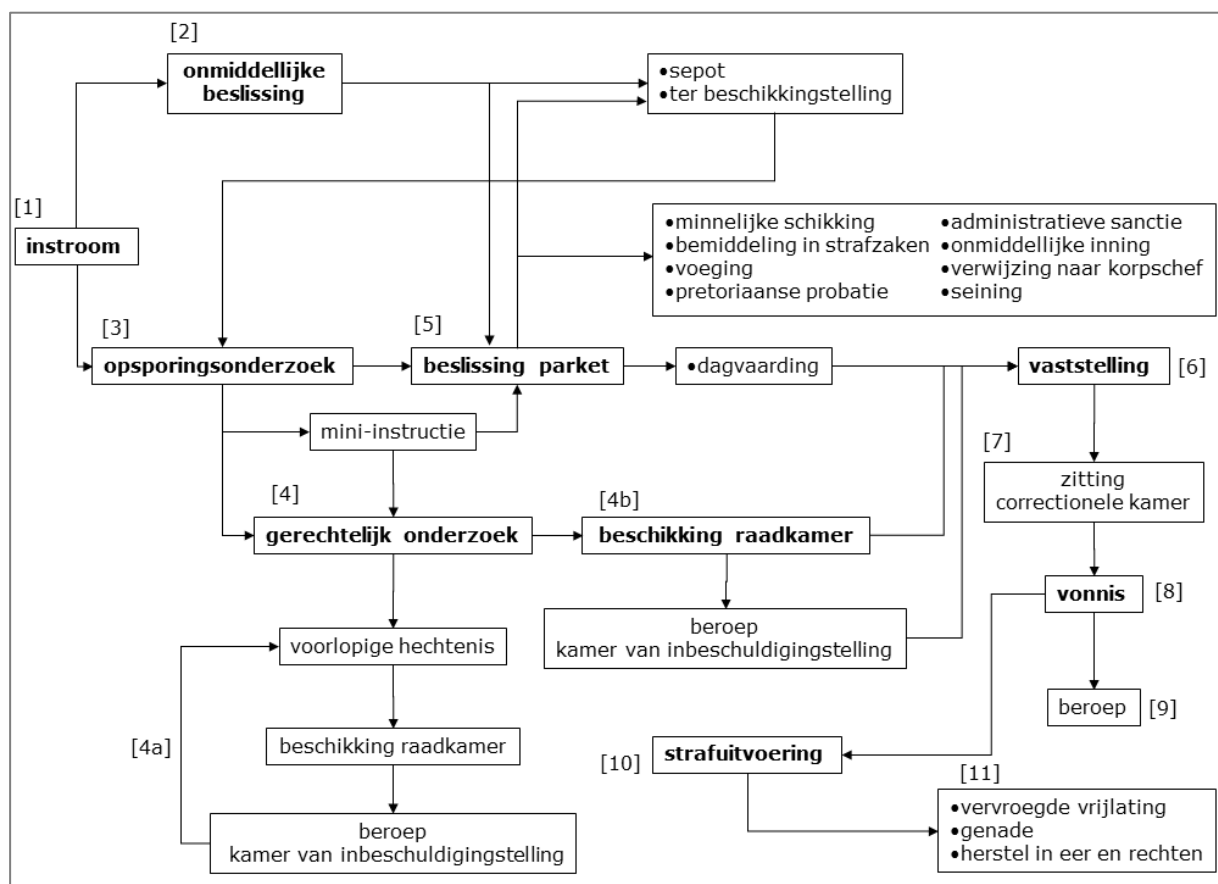 [2]
onmiddellijke
beslissing
•sepot
•ter beschikkingstelling
[1]
instroom
•minnelijke schikking
•bemiddeling in strafzaken
•voeging
•pretoriaanse probatie
•administratieve sanctie
•onmiddellijke inning
•verwijzing naar korpschef
•seining
[3]
opsporingsonderzoek
[5]
beslissing parket
•dagvaarding
vaststelling
[6]
mini-instructie
[7]
zitting
correctionele kamer
[4]
gerechtelijk onderzoek
[4b]
beschikking raadkamer
vonnis
[8]
beroep
kamer van inbeschuldigingstelling
voorlopige hechtenis
beroep
[9]
[4a]
beschikking raadkamer
[10]
strafuitvoering
[11]
•vervroegde vrijlating
•genade
•herstel in eer en rechten
beroep
kamer van inbeschuldigingstelling